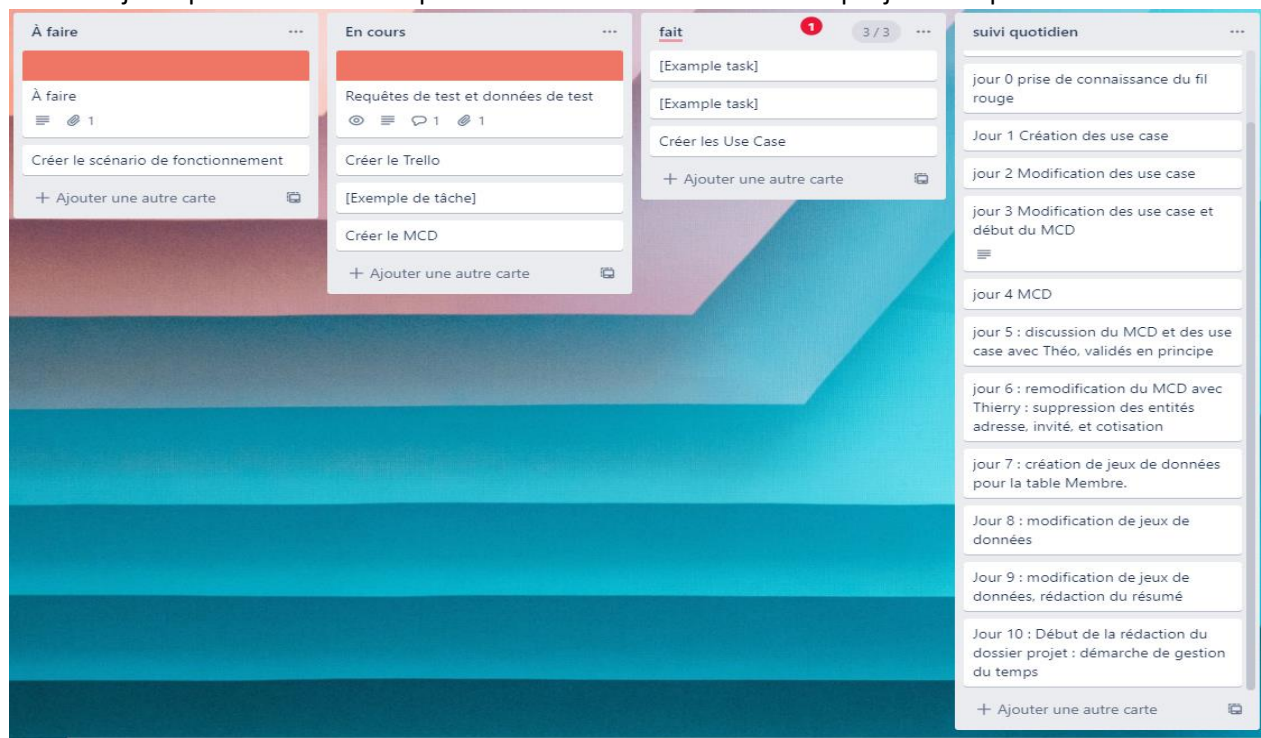 À faire
À faire
1
Créer le scénario de fonctionnement
+ Ajouter une autre carte
En cours
Requêtes de test et données de test
1 1
Créer le Trello
[Exemple de tâche]
Créer le MCD
+ Ajouter une autre carte
fait 1 3 / 3
[Example task]
[Example task]
Créer les Use Case
+ Ajouter une autre carte
suivi quotidien
jour 0 prise de connaissance du fil
rouge
Jour 1 Création des use case
jour 2 Modification des use case
jour 3 Modification des use case et
début du MCD
jour 4 MCD
jour 5 : discussion du MCD et des use
case avec Théo, validés en principe
jour 6 : remodification du MCD avec
Thierry : suppression des entités
adresse, invité, et cotisation
jour 7 : création de jeux de données
pour la table Membre.
Jour 8 : modification de jeux de
données
Jour 9 : modification de jeux de
données, rédaction du résumé
Jour 10 : Début de la rédaction du
dossier projet : démarche de gestion
du temps
+ Ajouter une autre carte